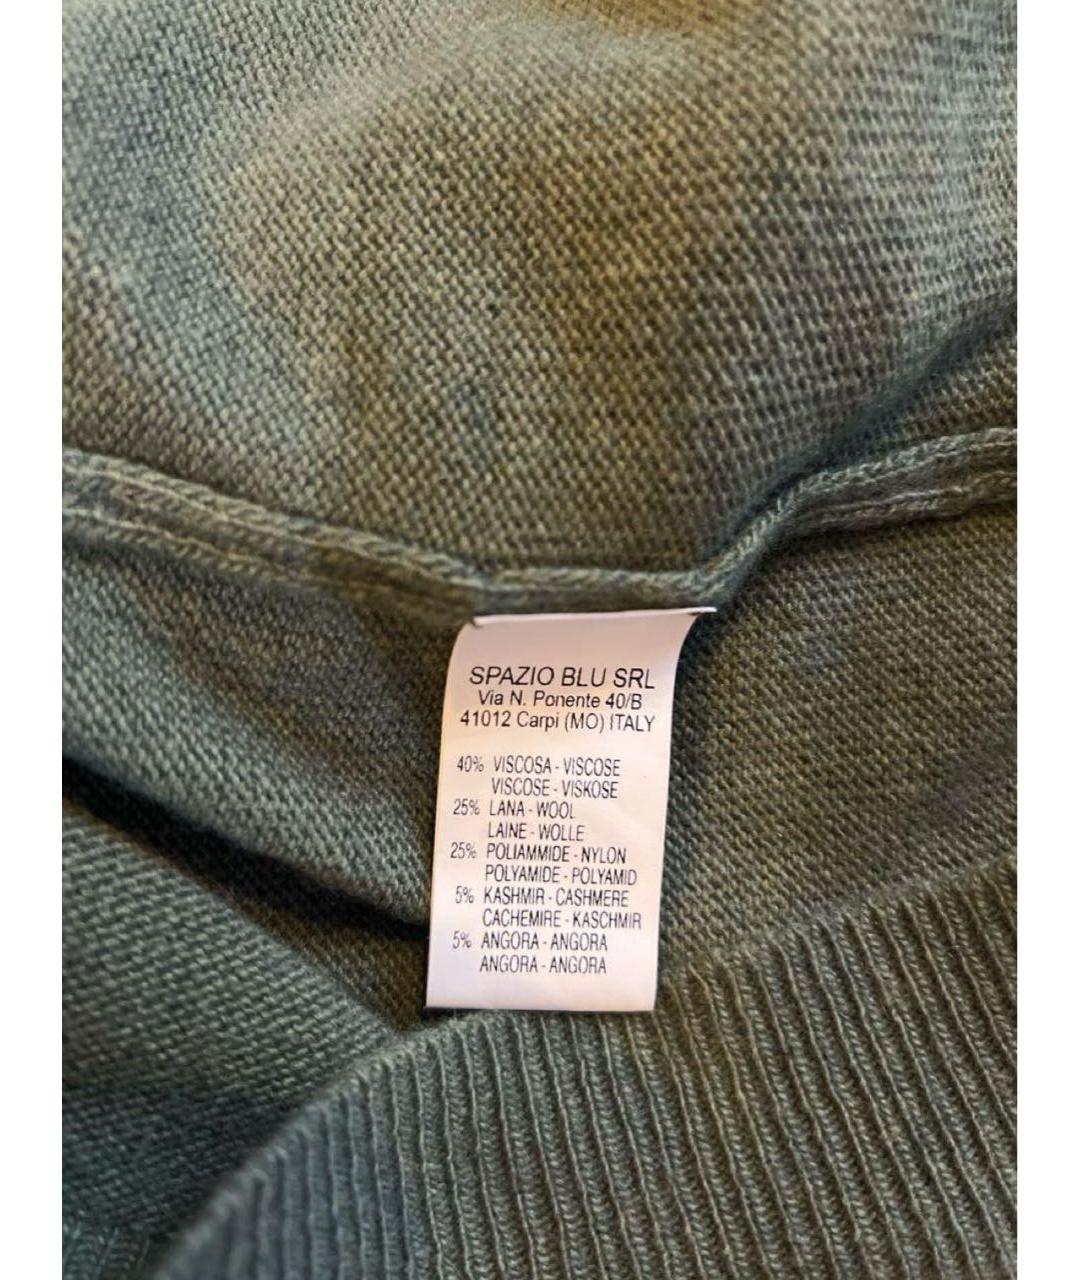 SPAZIO BLU SRL
Via N. Ponente 40/B
41012 Carpi (MO) ITALY
40% VISCOSA - VISCOSE
VISCOSE - VISKOSE
25% LANA - WOOL
LAINE - WOLLE
25% POLIAMMIDE - NYLON
POLYAMIDE - POLYAMID
5% KASHMIR - CASHMERE
CACHEMIRE - KASCHMIR
5% ANGORA - ANGORA
ANGORA - ANGORA